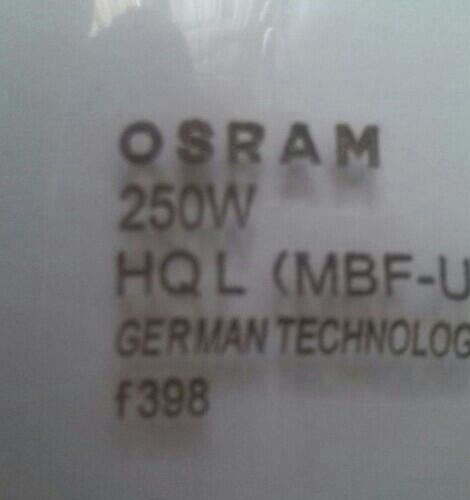 OSRAM
250W
HQL (MBF-U
GERMAN TECHNOLOG
f398